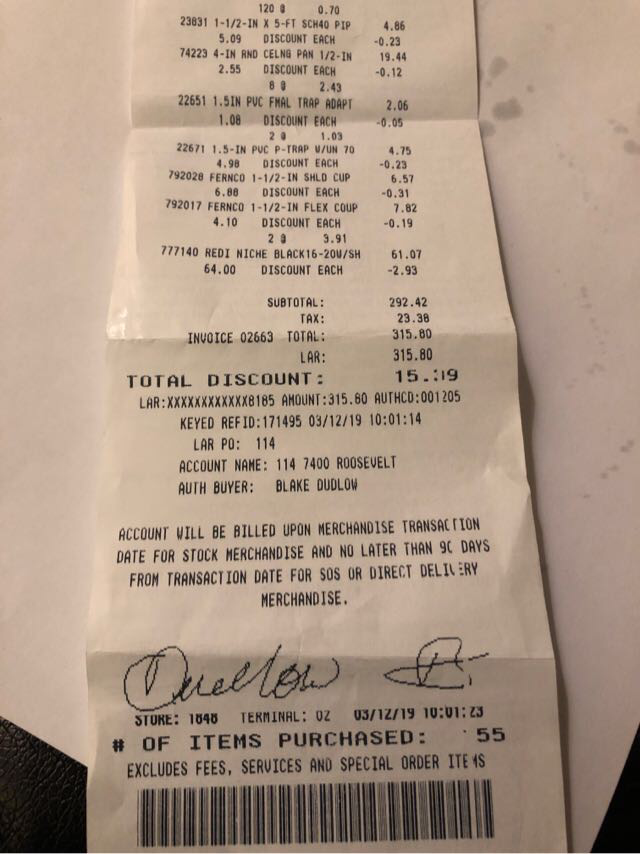 120 @ 0.70
23831 1-1/2-IN X 5-FT SCH40 PIP 4.86
5.09 DISCOUNT EACH -0.23
74223 4-IN RND CELNG PAN 1/2-IN 19.44
2.55 DISCOUNT EACH -0.12
8 @ 2.43
22651 1.5IN PVC FMAL TRAP ADAPT 2.06
1.08 DISCOUNT EACH -0.05
2 @ 1.03
22671 1.5-IN PVC P-TRAP W/UN 70 4.75
4.98 DISCOUNT EACH -0.23
792028 FERNCO 1-1/2-IN SHLD CUP 6.57
6.88 DISCOUNT EACH -0.31
792017 FERNCO 1-1/2-IN FLEX COUP 7.82
4.10 DISCOUNT EACH -0.19
2 @ 3.91
777140 REDI NICHE BLACK16-20W/SH 61.07
64.00 DISCOUNT EACH -2.93
SUBTOTAL: 292.42
TAX: 23.38
INVOICE 02663 TOTAL: 315.80
LAR: 315.80
TOTAL DISCOUNT:
LAR:XXXXXXXXXXXX8185 AMOUNT:315.80 AUTHCD:001205
KEYED REFID:171495 03/12/19 10:01:14
LAR PO: 114
ACCOUNT NAME: 114 7400 ROOSEVELT
AUTH BUYER: BLAKE DUDLOW
ACCOUNT WILL BE BILLED UPON MERCHANDISE TRANSACTION
DATE FOR STOCK MERCHANDISE AND NO LATER THAN 90 DAYS
FROM TRANSACTION DATE FOR SOS OR DIRECT DELIVERY
MERCHANDISE.
STORE: 1848 TERMINAL: 02 03/12/19 10:01:23
# OF ITEMS PURCHASED: 55
EXCLUDES FEES, SERVICES AND SPECIAL ORDER ITEMS